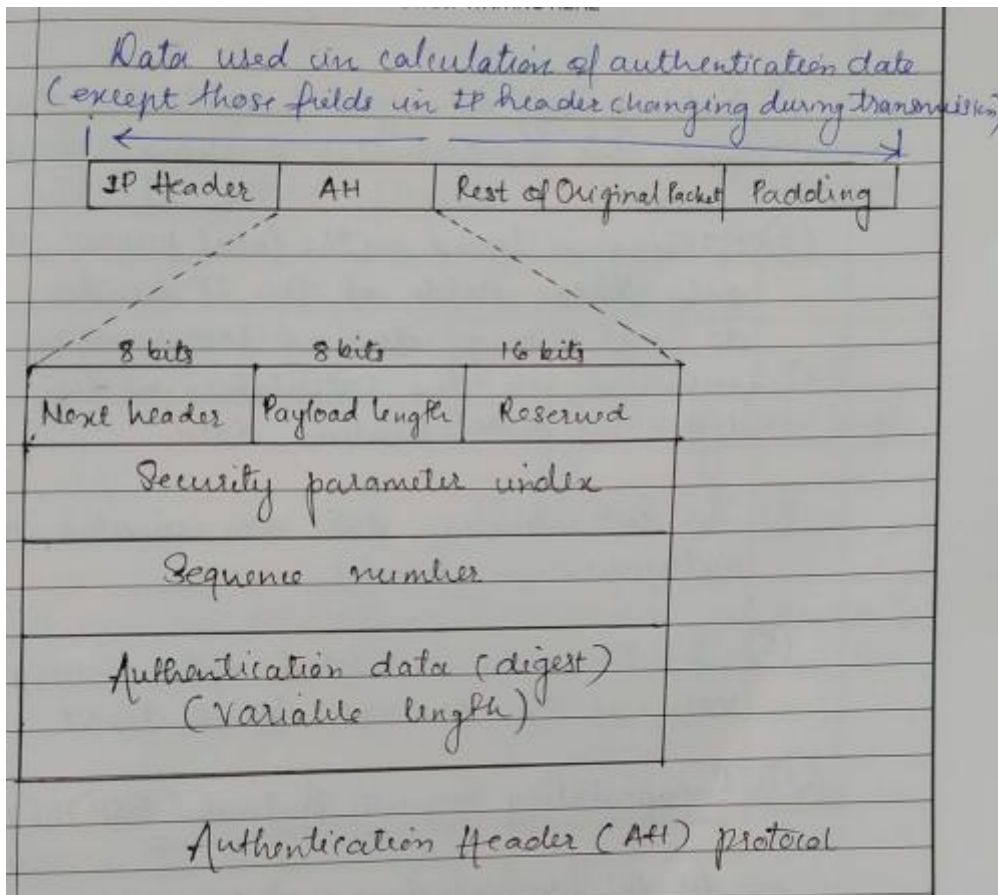 Data used in calculation of authentication date
(except those fields in IP header changing during transmission)
IP Header AH Rest of Original Packet Padding
8 bits 8 bits 16 bits
Next header Payload length Reserved
Security parameter index
Sequence number
Authentication data (digest)
(variable length)
Authentication Header (AH) protocol